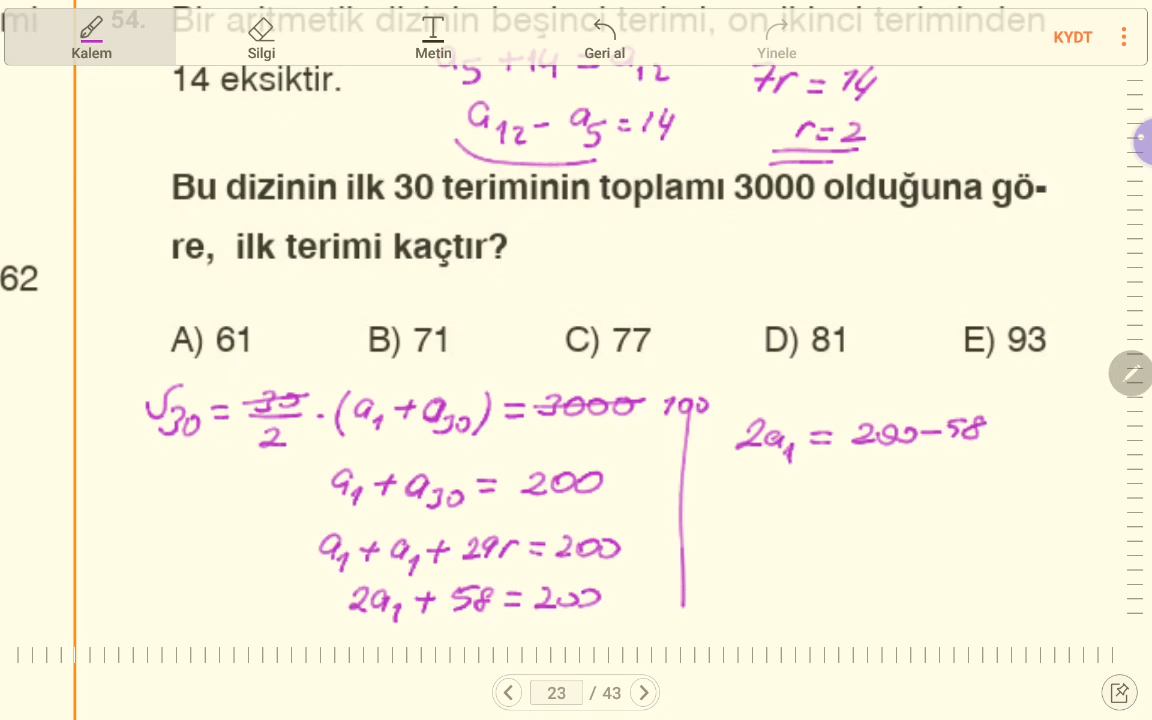 54. Bir aritmetik dizinin beşinci terimi, on ikinci teriminden
Kalem
Silgi
Metin
Geri al
Yinele
KYDT
14 eksiktir.
a5 + 14 = a12
7r = 14
a12 - a5 = 14
r = 2
Bu dizinin ilk 30 teriminin toplamı 3000 olduğuna gö-
re, ilk terimi kaçtır?
62
A) 61 B) 71 C) 77 D) 81 E) 93
S30 = 30/2 . (a1 + a30) = 3000 100
a1 + a30 = 200
a1 + a1 + 29r = 200
2a1 + 58 = 200
2a1 = 200 - 58
23 / 43